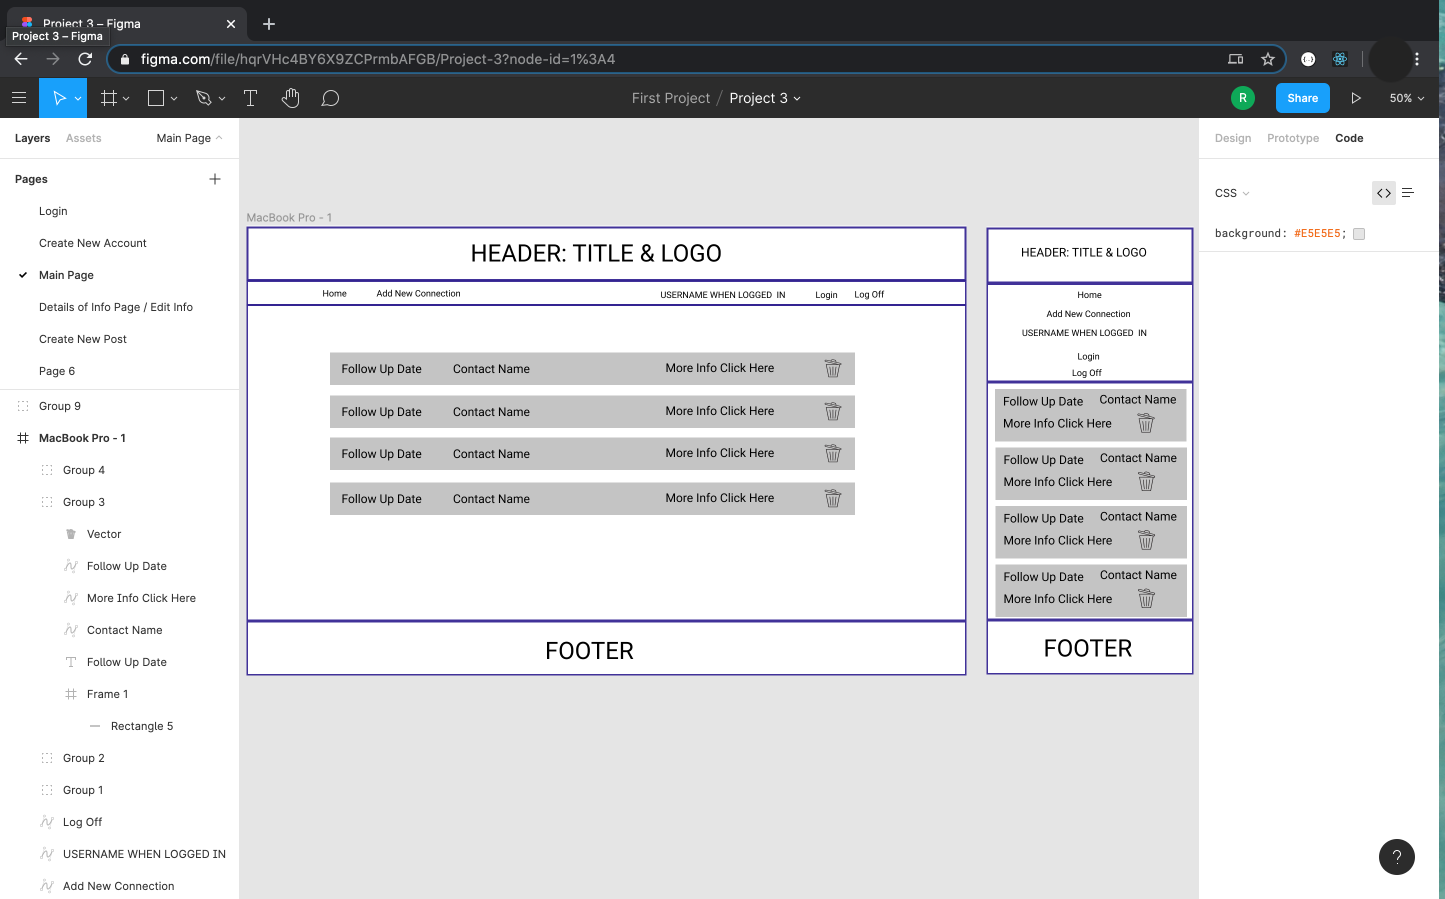 Project 3 – Figma
Project 3 – Figma
figma.com/file/hqrVHc4BY6X9ZCPrmbAFGB/Project-3?node-id=1%3A4
First Project / Project 3
R
Share
50%
Layers Assets Main Page
Pages
Login
Create New Account
Main Page
Details of Info Page / Edit Info
Create New Post
Page 6
Group 9
MacBook Pro - 1
Group 4
Group 3
Vector
Follow Up Date
More Info Click Here
Contact Name
Follow Up Date
Frame 1
Rectangle 5
Group 2
Group 1
Log Off
USERNAME WHEN LOGGED IN
Add New Connection
MacBook Pro - 1
HEADER: TITLE & LOGO
Home Add New Connection USERNAME WHEN LOGGED IN Login Log Off
Follow Up Date Contact Name More Info Click Here
Follow Up Date Contact Name More Info Click Here
Follow Up Date Contact Name More Info Click Here
Follow Up Date Contact Name More Info Click Here
FOOTER
HEADER: TITLE & LOGO
Home
Add New Connection
USERNAME WHEN LOGGED IN
Login
Log Off
Follow Up Date Contact Name
More Info Click Here
Follow Up Date Contact Name
More Info Click Here
Follow Up Date Contact Name
More Info Click Here
Follow Up Date Contact Name
More Info Click Here
FOOTER
Design Prototype Code
CSS
background: #E5E5E5;
?